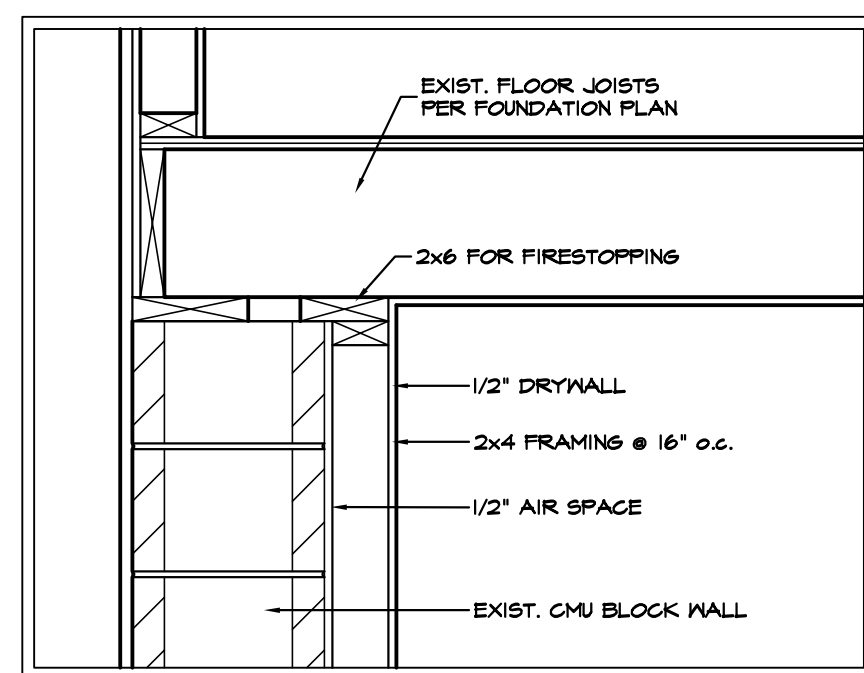 EXIST. FLOOR JOISTS
PER FOUNDATION PLAN
2x6 FOR FIRESTOPPING
1/2" DRYWALL
2x4 FRAMING @ 16" o.c.
1/2" AIR SPACE
EXIST. CMU BLOCK WALL